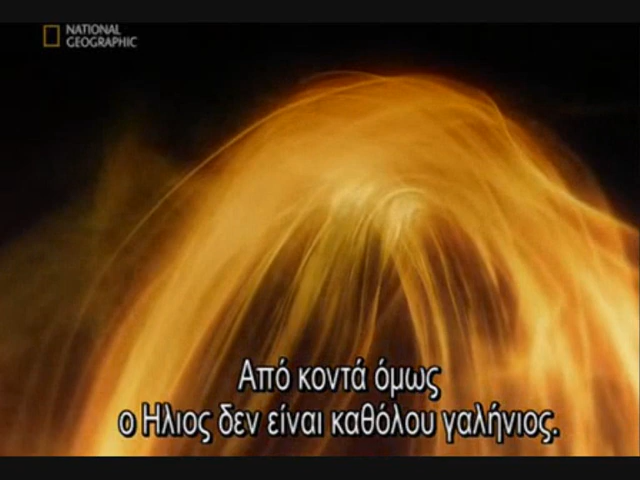 NATIONAL
GEOGRAPHIC
Από κοντά όμως
ο Ηλιος δεν είναι καθόλου γαλήνιος.